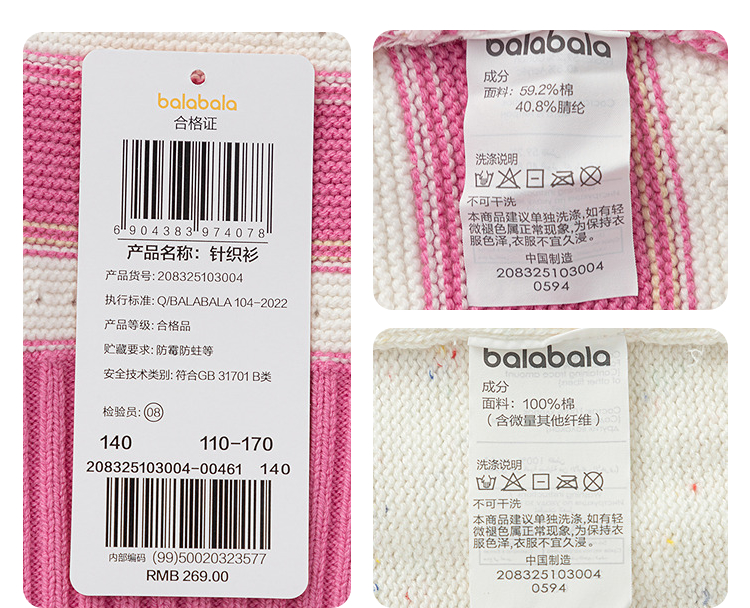 balabala
合格证
6 904383 974078
产品名称：针织衫
产品货号: 208325103004
执行标准: Q/BALABALA 104-2022
产品等级: 合格品
贮藏要求: 防霉防蛀等
安全技术类别: 符合GB 31701 B类
检验员: 08
140 110-170
208325103004-00461 140
内部编码 (99)50020323577
RMB 269.00
balabala
成分
面料: 59.2%棉
40.8%腈纶
洗涤说明
不可干洗
本商品建议单独洗涤,如有轻
微褪色属正常现象,为保持衣
服色泽,衣服不宜久浸。
中国制造
208325103004
0594
balabala
成分
面料: 100%棉
（含微量其他纤维）
洗涤说明
不可干洗
本商品建议单独洗涤,如有轻
微褪色属正常现象,为保持衣
服色泽,衣服不宜久浸。
中国制造
208325103004
0594